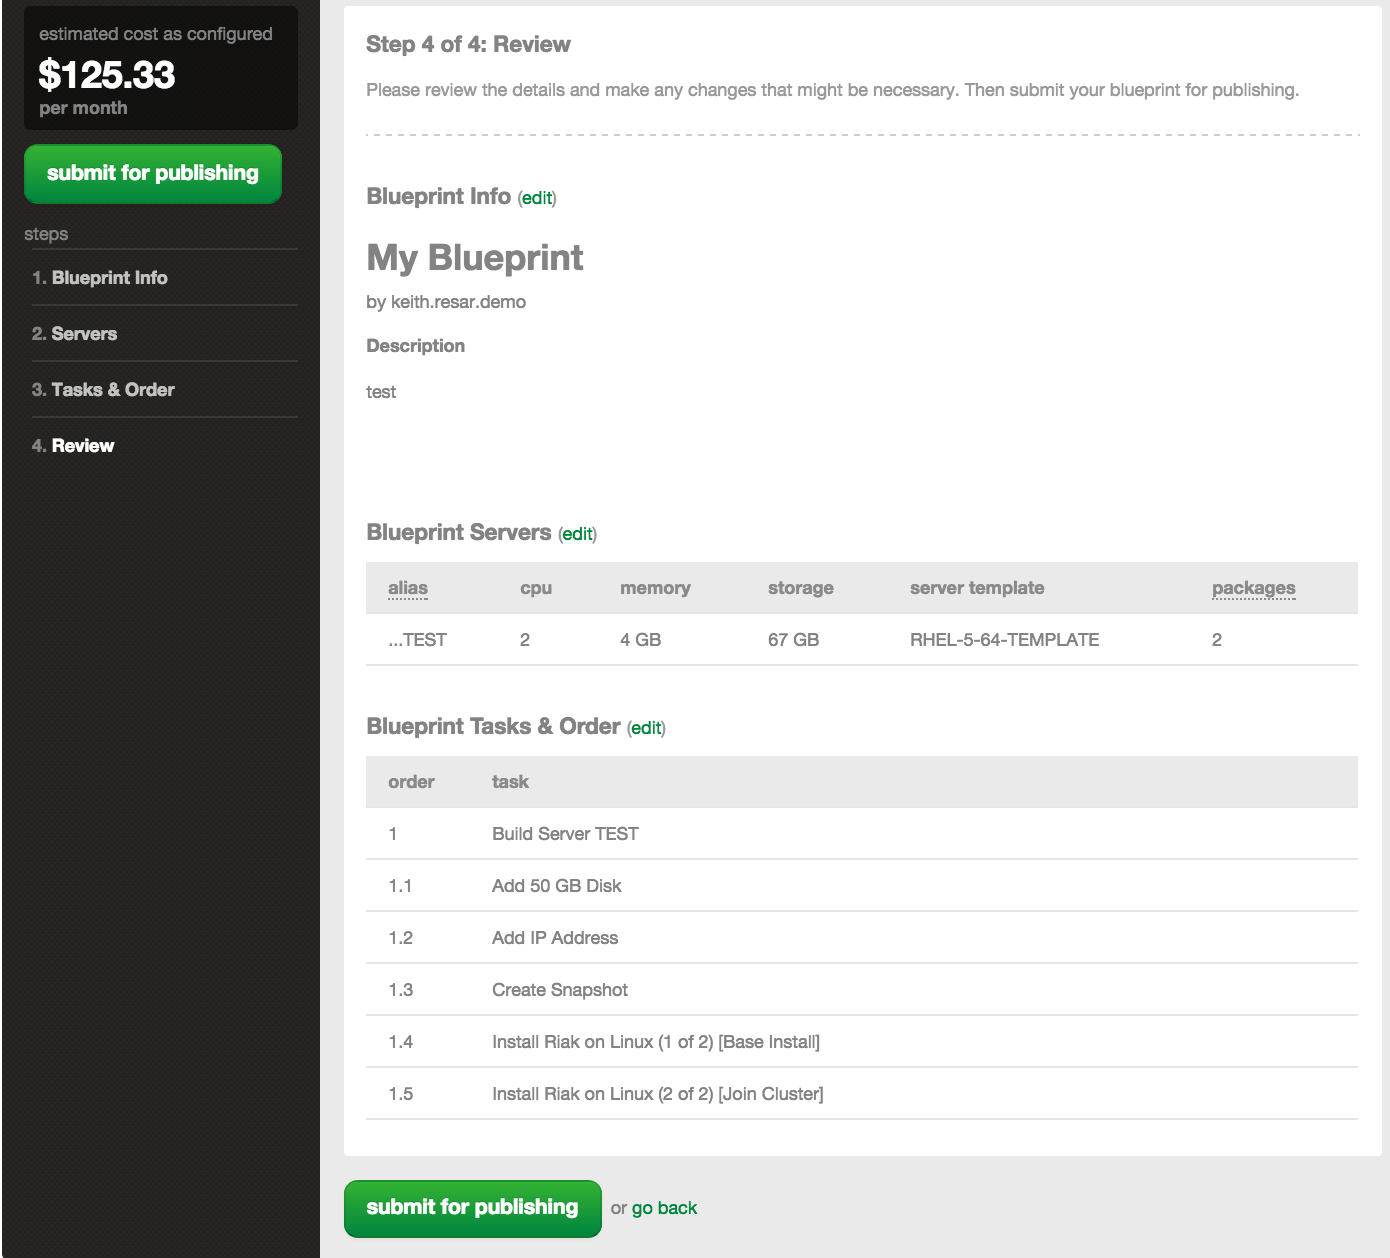 estimated cost as configured
$125.33
per month
submit for publishing
steps
1. Blueprint Info
2. Servers
3. Tasks & Order
4. Review
Step 4 of 4: Review
Please review the details and make any changes that might be necessary. Then submit your blueprint for publishing.
Blueprint Info (edit)
My Blueprint
by keith.resar.demo
Description
test
Blueprint Servers (edit)
alias cpu memory storage server template packages
...TEST 2 4 GB 67 GB RHEL-5-64-TEMPLATE 2
Blueprint Tasks & Order (edit)
order task
1 Build Server TEST
1.1 Add 50 GB Disk
1.2 Add IP Address
1.3 Create Snapshot
1.4 Install Riak on Linux (1 of 2) [Base Install]
1.5 Install Riak on Linux (2 of 2) [Join Cluster]
submit for publishing or go back